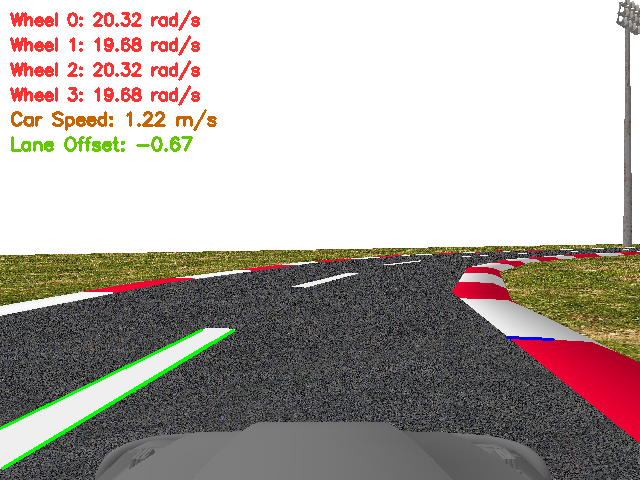 Wheel 0: 20.32 rad/s
Wheel 1: 19.68 rad/s
Wheel 2: 20.32 rad/s
Wheel 3: 19.68 rad/s
Car Speed: 1.22 m/s
Lane Offset: -0.67